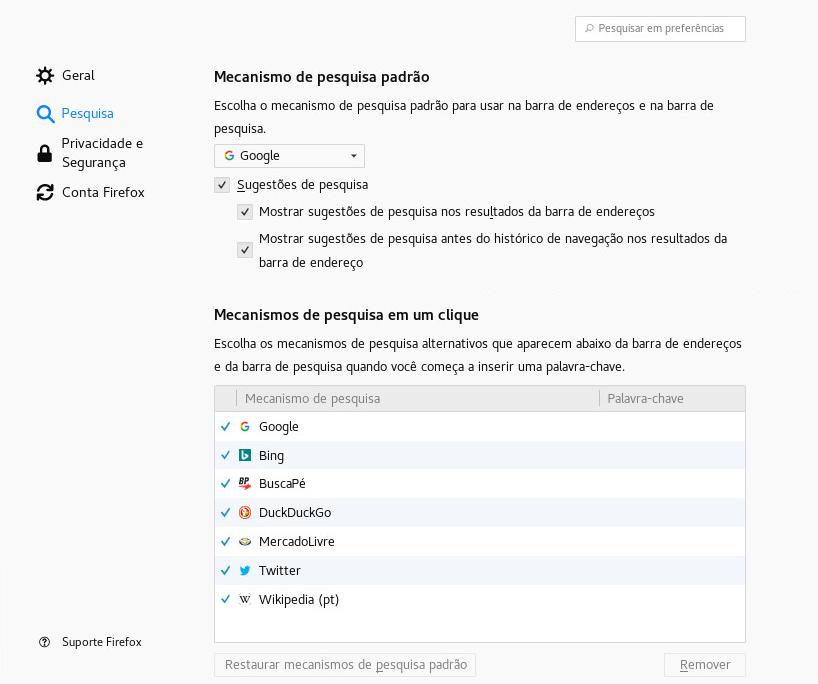 Pesquisar em preferências
Geral
Pesquisa
Privacidade e
Segurança
Conta Firefox
Mecanismo de pesquisa padrão
Escolha o mecanismo de pesquisa padrão para usar na barra de endereços e na barra de
pesquisa.
Google
Sugestões de pesquisa
Mostrar sugestões de pesquisa nos resultados da barra de endereços
Mostrar sugestões de pesquisa antes do histórico de navegação nos resultados da
barra de endereço
Mecanismos de pesquisa em um clique
Escolha os mecanismos de pesquisa alternativos que aparecem abaixo da barra de endereços
e da barra de pesquisa quando você começa a inserir uma palavra-chave.
Mecanismo de pesquisa Palavra-chave
Google
Bing
BP BuscaPé
DuckDuckGo
MercadoLivre
Twitter
W Wikipedia (pt)
Suporte Firefox
Restaurar mecanismos de pesquisa padrão Remover